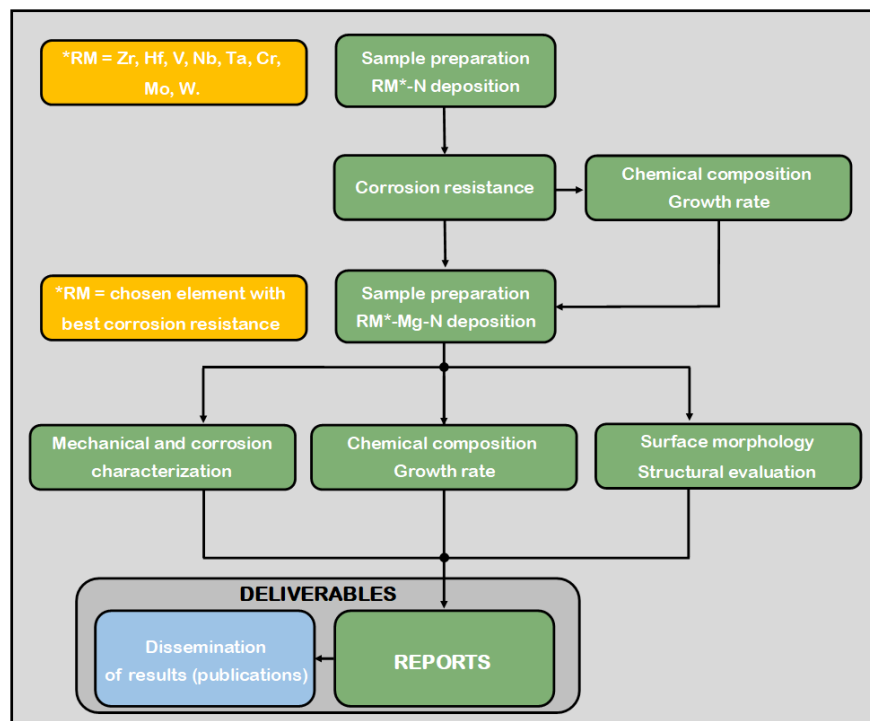 *RM = Zr, Hf, V, Nb, Ta, Cr,
Mo, W.
Sample preparation
RM*-N deposition
Corrosion resistance
Chemical composition
Growth rate
*RM = chosen element with
best corrosion resistance
Sample preparation
RM*-Mg-N deposition
Mechanical and corrosion
characterization
Chemical composition
Growth rate
Surface morphology
Structural evaluation
DELIVERABLES
Dissemination
of results (publications)
REPORTS